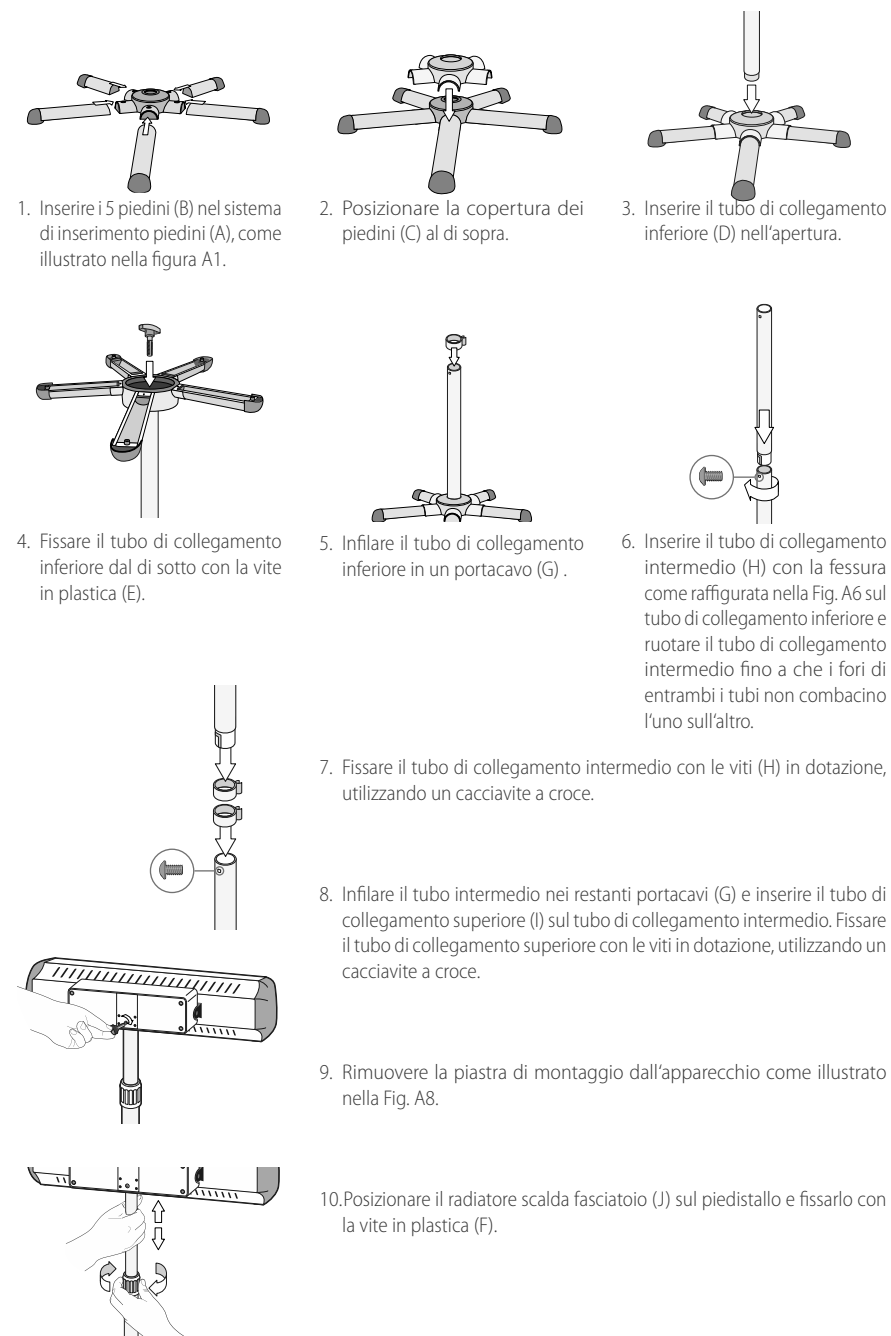 1. Inserire i 5 piedini (B) nel sistema
di inserimento piedini (A), come
illustrato nella figura A1.
2. Posizionare la copertura dei
piedini (C) al di sopra.
3. Inserire il tubo di collegamento
inferiore (D) nell'apertura.
4. Fissare il tubo di collegamento
inferiore dal di sotto con la vite
in plastica (E).
5. Infilare il tubo di collegamento
inferiore in un portacavo (G) .
6. Inserire il tubo di collegamento
intermedio (H) con la fessura
come raffigurata nella Fig. A6 sul
tubo di collegamento inferiore e
ruotare il tubo di collegamento
intermedio fino a che i fori di
entrambi i tubi non combacino
l‘uno sull‘altro.
7. Fissare il tubo di collegamento intermedio con le viti (H) in dotazione,
utilizzando un cacciavite a croce.
8. Infilare il tubo intermedio nei restanti portacavi (G) e inserire il tubo di
collegamento superiore (I) sul tubo di collegamento intermedio. Fissare
il tubo di collegamento superiore con le viti in dotazione, utilizzando un
cacciavite a croce.
9. Rimuovere la piastra di montaggio dall‘apparecchio come illustrato
nella Fig. A8.
10.Posizionare il radiatore scalda fasciatoio (J) sul piedistallo e fissarlo con
la vite in plastica (F).